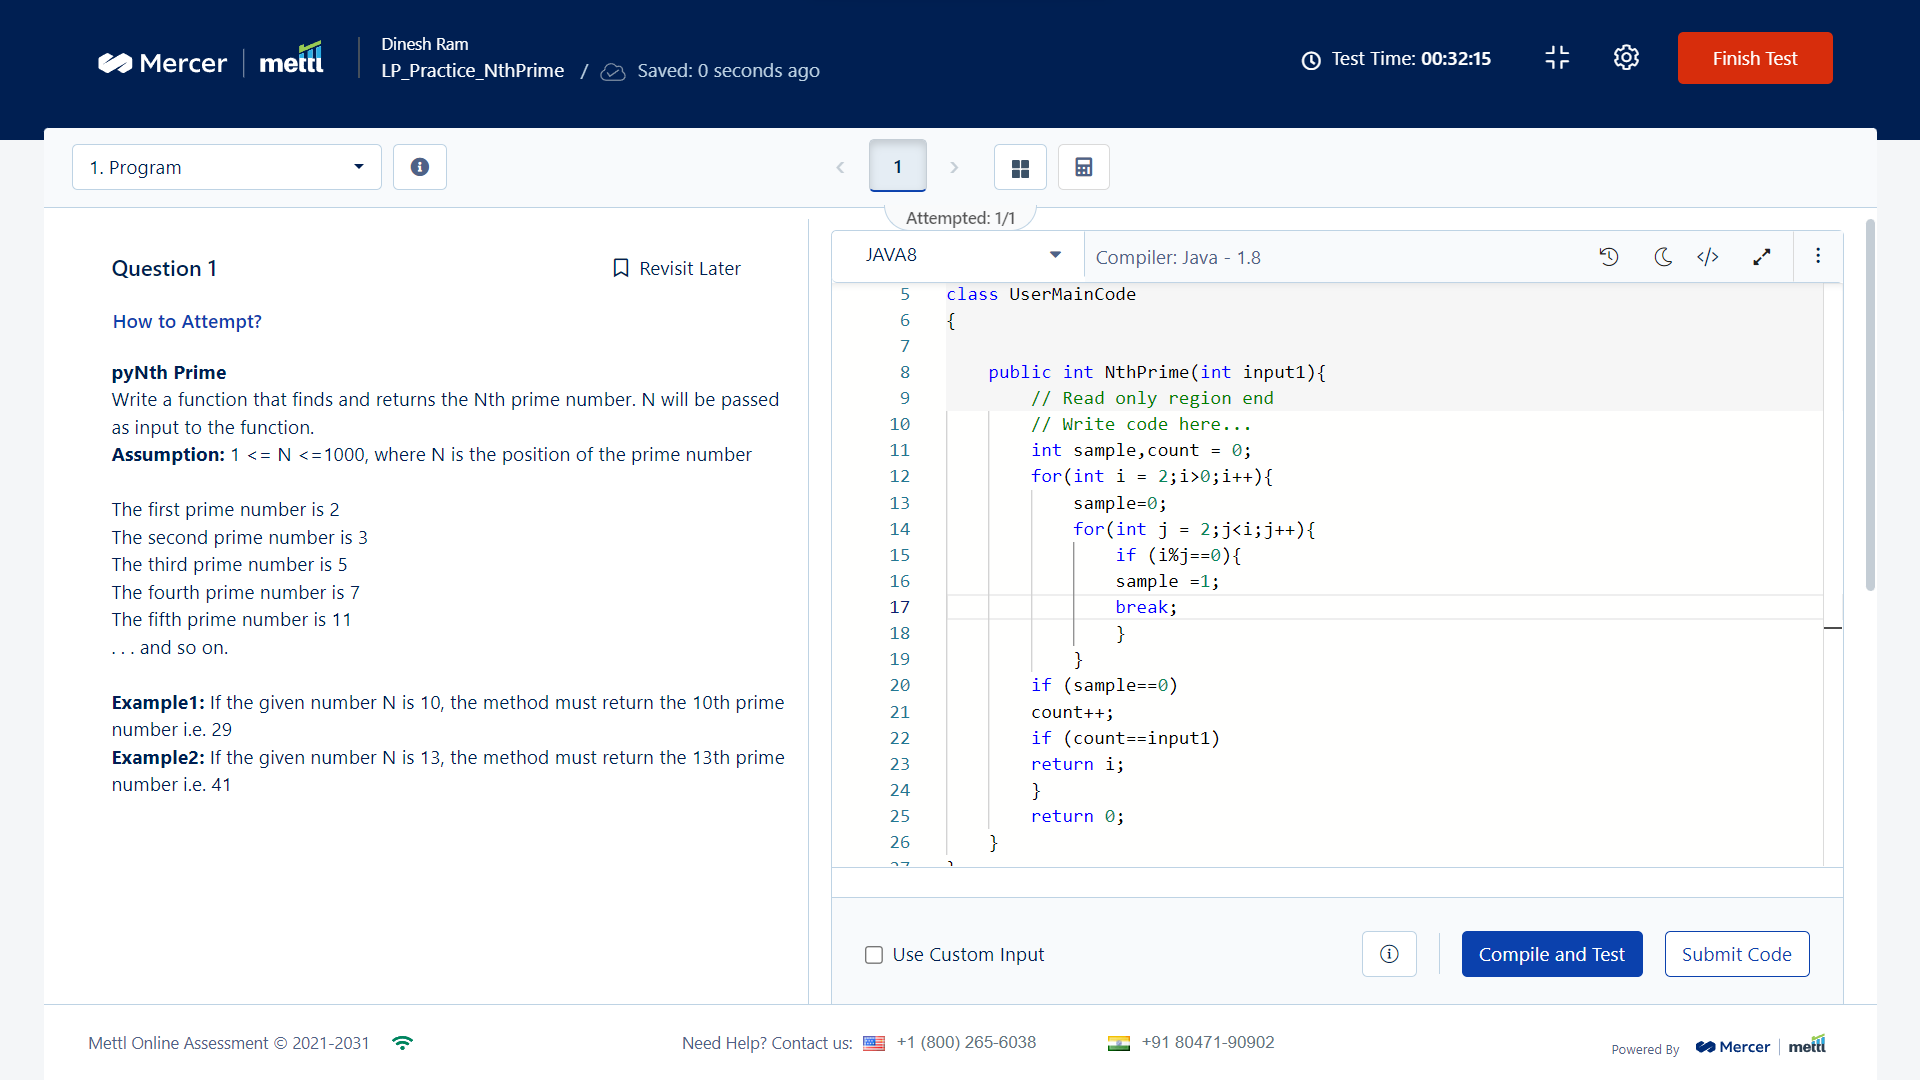 Mercer mettl
Dinesh Ram
LP_Practice_NthPrime / Saved: 0 seconds ago
Test Time: 00:32:15
Finish Test
1. Program
1
Attempted: 1/1
Question 1
Revisit Later
How to Attempt?
pyNth Prime
Write a function that finds and returns the Nth prime number. N will be passed
as input to the function.
Assumption: 1 <= N <=1000, where N is the position of the prime number
The first prime number is 2
The second prime number is 3
The third prime number is 5
The fourth prime number is 7
The fifth prime number is 11
. . . and so on.
Example1: If the given number N is 10, the method must return the 10th prime
number i.e. 29
Example2: If the given number N is 13, the method must return the 13th prime
number i.e. 41
JAVA8
Compiler: Java - 1.8
5 class UserMainCode
6 {
7
8 public int NthPrime(int input1){
9 // Read only region end
10 // Write code here...
11 int sample,count = 0;
12 for(int i = 2;i>0;i++){
13 sample=0;
14 for(int j = 2;j<i;j++){
15 if (i%j==0){
16 sample =1;
17 break;
18 }
19 }
20 if (sample==0)
21 count++;
22 if (count==input1)
23 return i;
24 }
25 return 0;
26 }
27 }
Use Custom Input
Compile and Test
Submit Code
Mettl Online Assessment © 2021-2031
Need Help? Contact us: +1 (800) 265-6038
+91 80471-90902
Powered By Mercer mettl